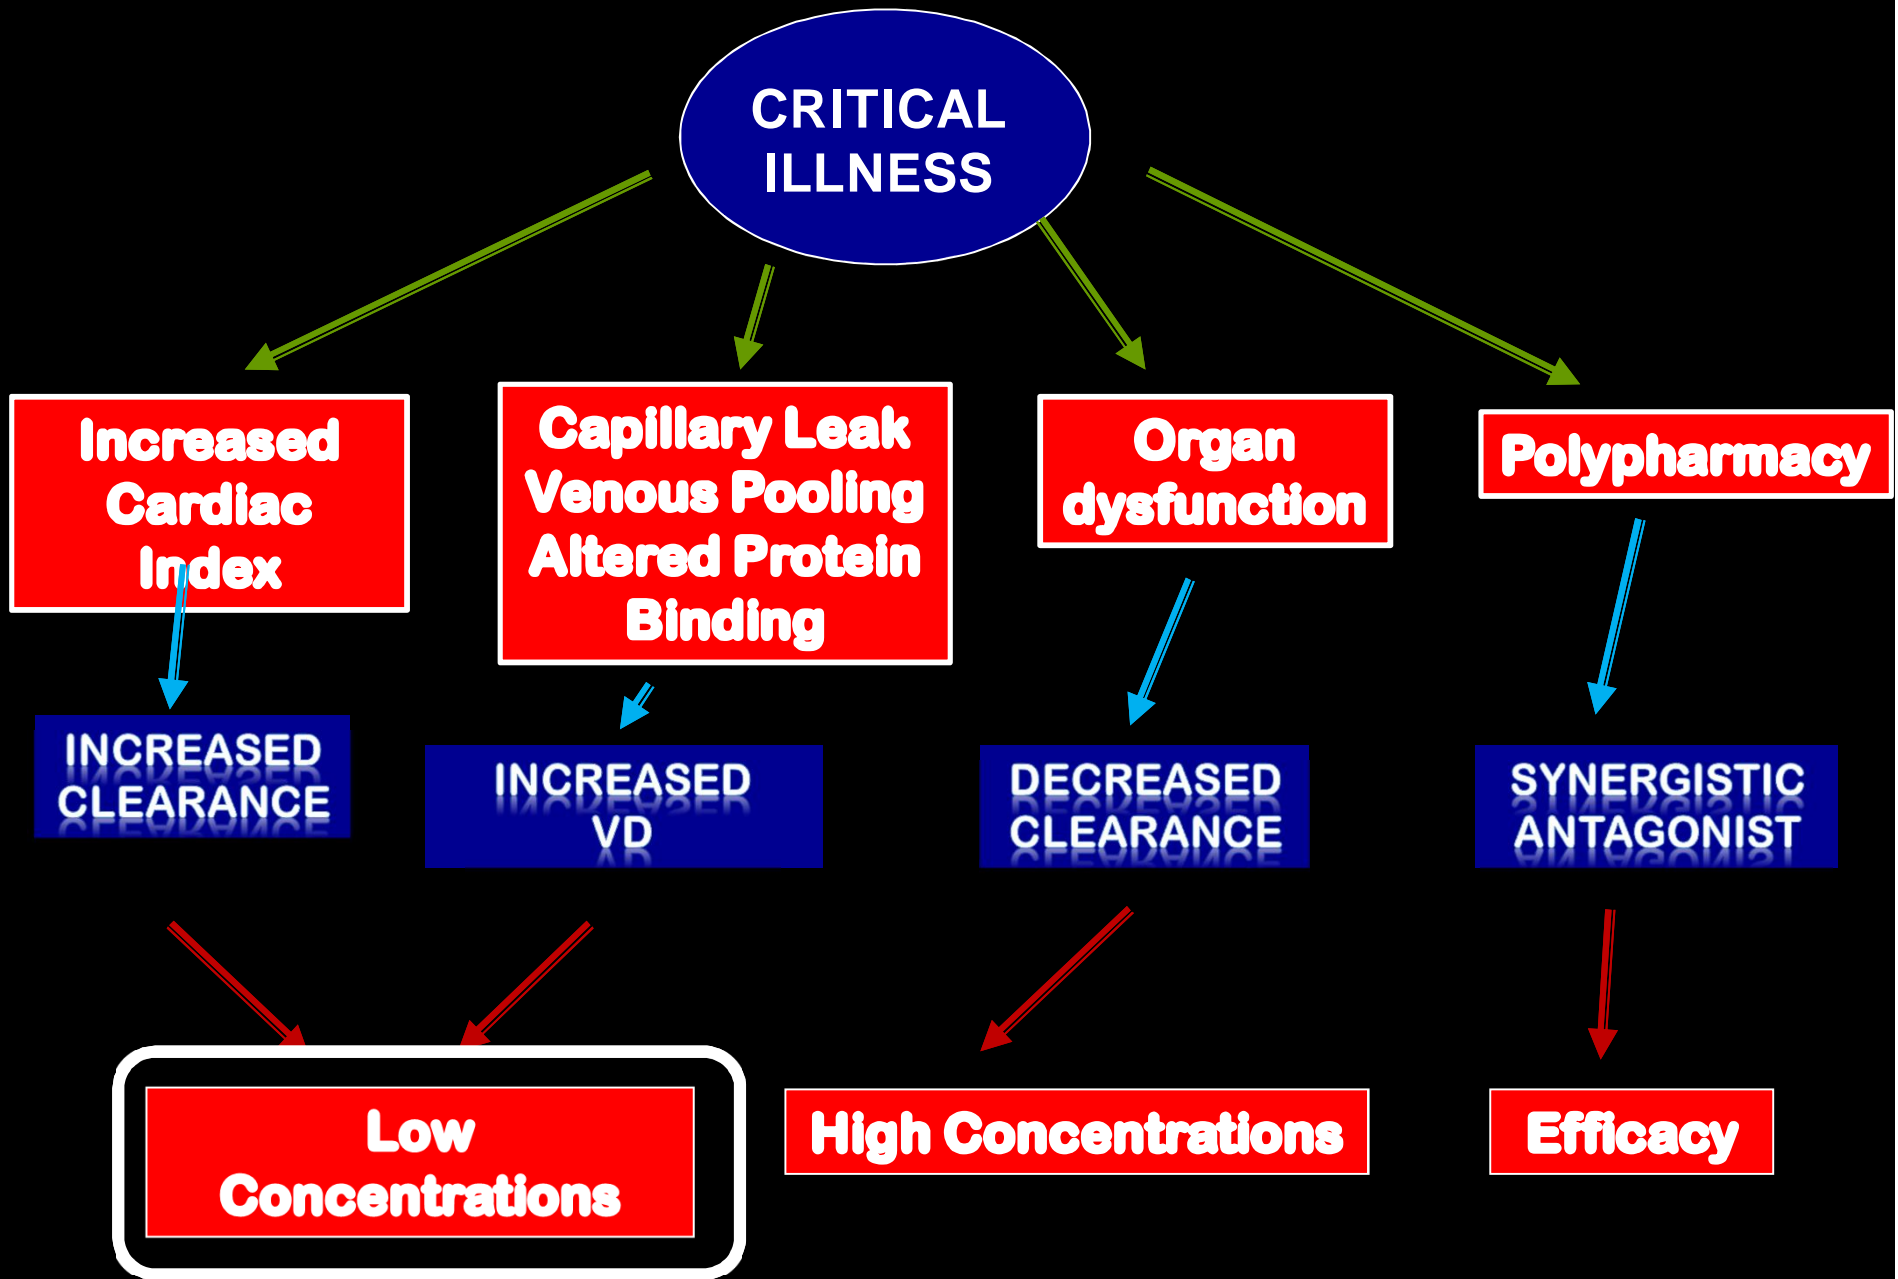 CRITICAL
ILLNESS
Increased
Cardiac
Index
Capillary Leak
Venous Pooling
Altered Protein
Binding
Organ
dysfunction
Polypharmacy
INCREASED
CLEARANCE
INCREASED
VD
DECREASED
CLEARANCE
SYNERGISTIC
ANTAGONIST
Low
Concentrations
High Concentrations
Efficacy